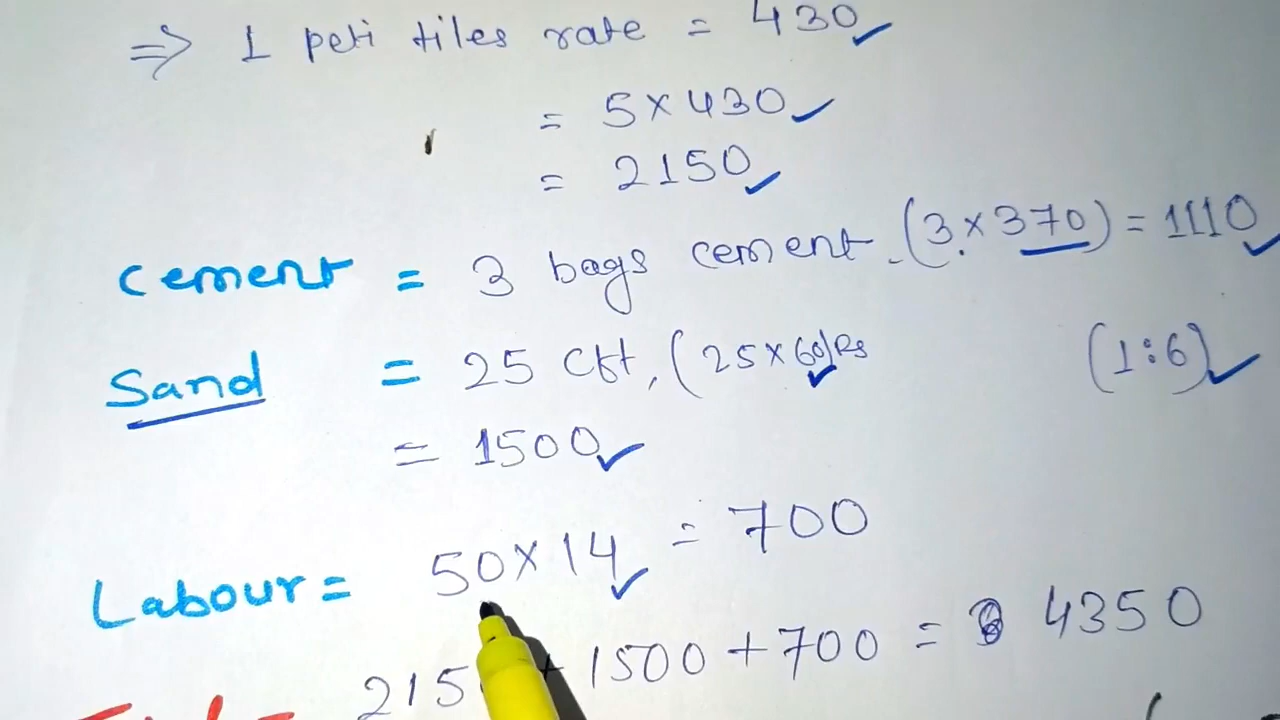 ⇒ 1 peti tiles rate = 430
= 5×430
= 2150
Cement = 3 bags cement. (3×370) = 1110
Sand = 25 Cft, (25×60)Rs (1:6)
= 1500
Labour = 50×14 = 700
215 + 1500 + 700 = 4350